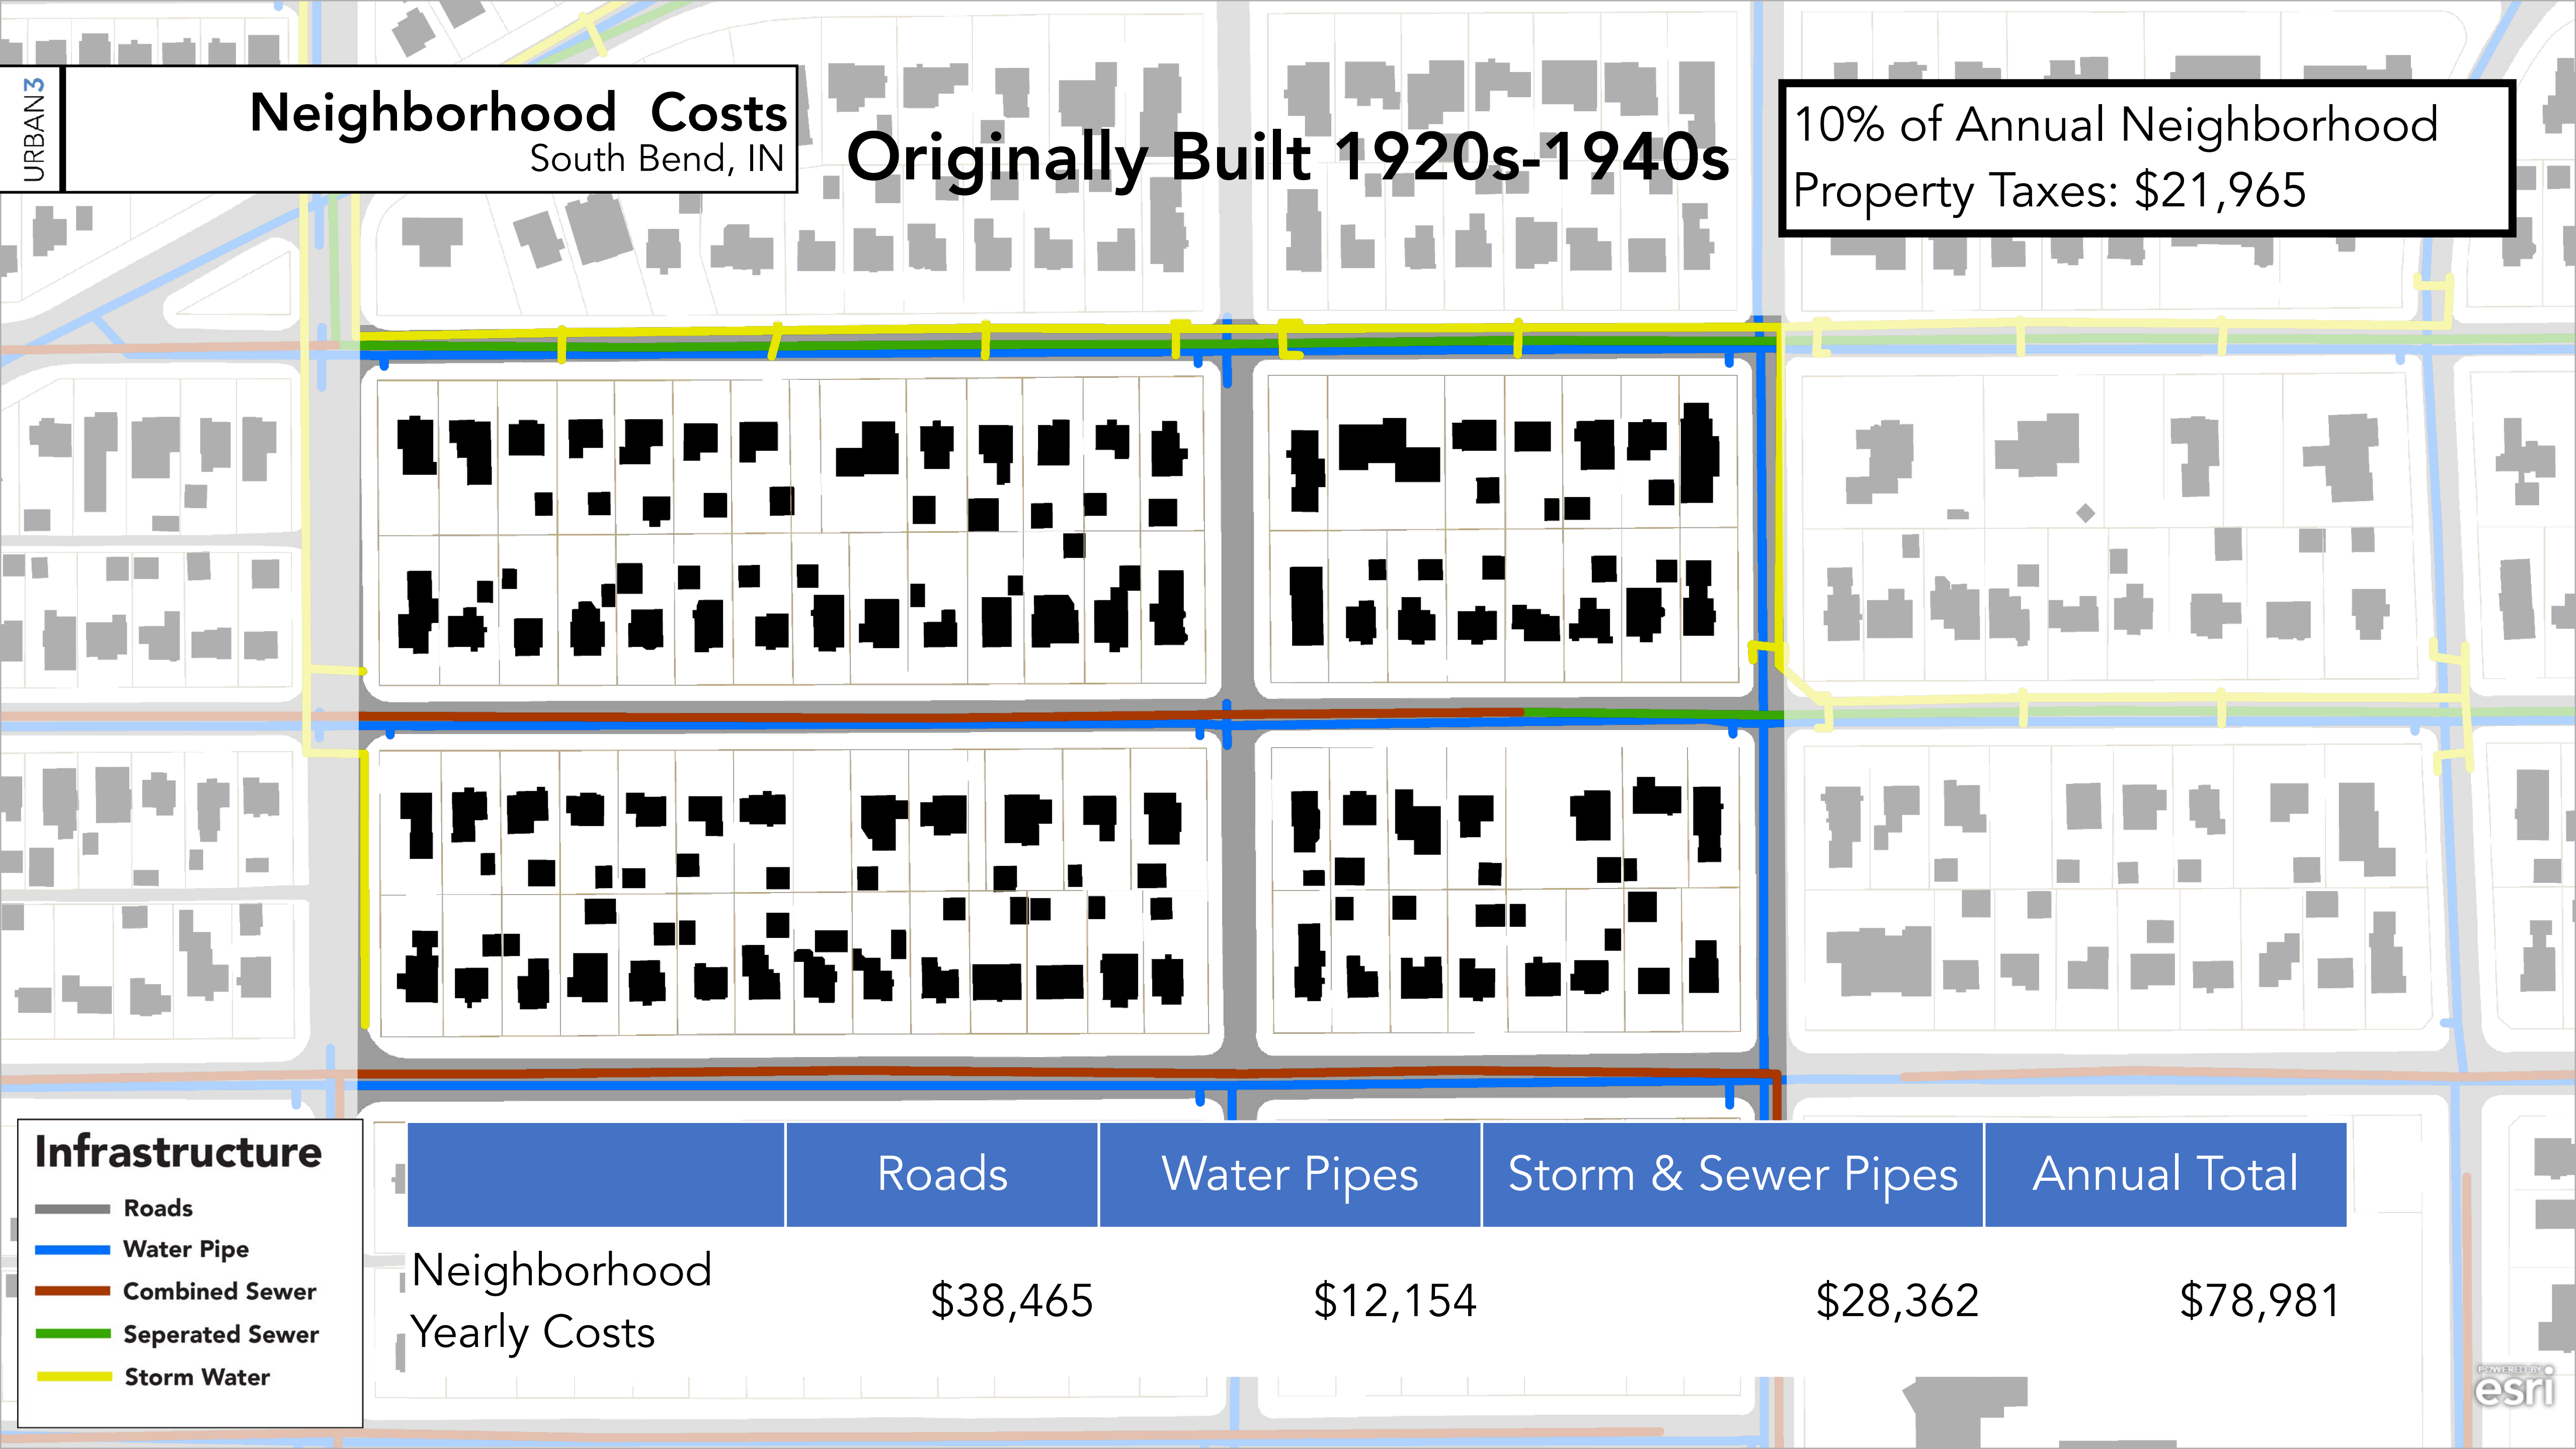 URBAN3
Neighborhood Costs
South Bend, IN
Originally Built 1920s-1940s
10% of Annual Neighborhood
Property Taxes: $21,965
Infrastructure
Roads
Water Pipe
Combined Sewer
Seperated Sewer
Storm Water
Roads Water Pipes Storm & Sewer Pipes Annual Total
Neighborhood
Yearly Costs
$38,465 $12,154 $28,362 $78,981
POWERED BY
esri